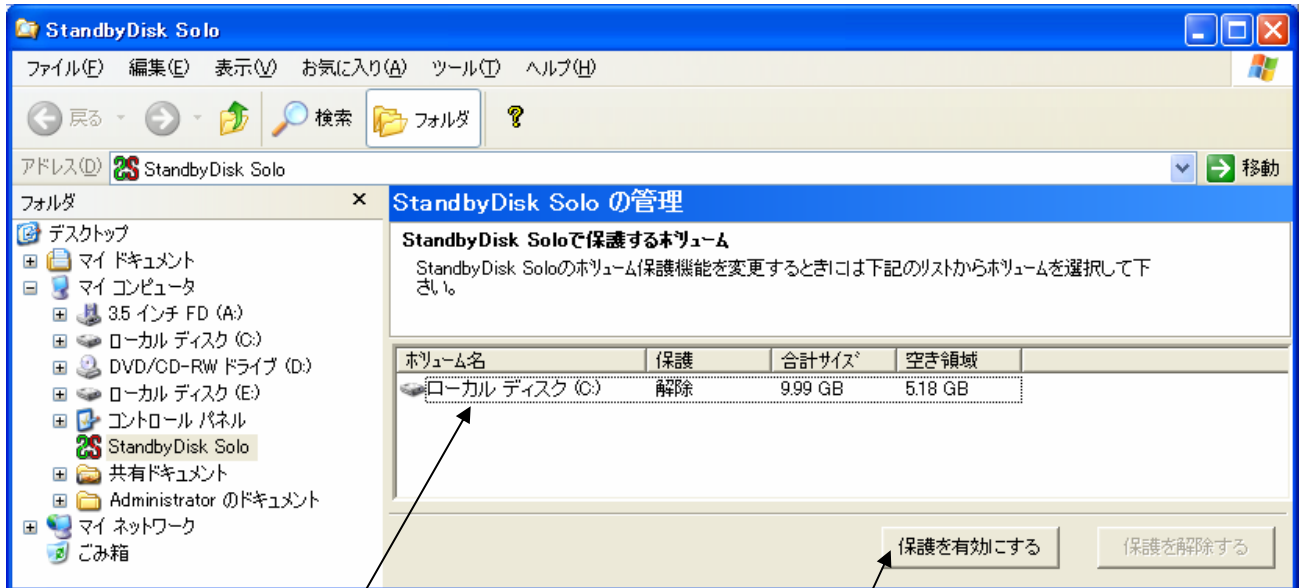 StandbyDisk Solo
ファイル(F) 編集(E) 表示(V) お気に入り(A) ツール(T) ヘルプ(H)
戻る 検索 フォルダ
アドレス(D) StandbyDisk Solo 移動
フォルダ ×
デスクトップ
マイ ドキュメント
マイ コンピュータ
3.5 インチ FD (A:)
ローカル ディスク (C:)
DVD/CD-RW ドライブ (D:)
ローカル ディスク (E:)
コントロール パネル
StandbyDisk Solo
共有ドキュメント
Administrator のドキュメント
マイ ネットワーク
ごみ箱
StandbyDisk Solo の管理
StandbyDisk Soloで保護するボリューム
StandbyDisk Soloのボリューム保護機能を変更するときには下記のリストからボリュームを選択して下
さい。
ボリューム名 保護 合計サイズ 空き領域
ローカル ディスク (C:) 解除 9.99 GB 5.18 GB
保護を有効にする 保護を解除する